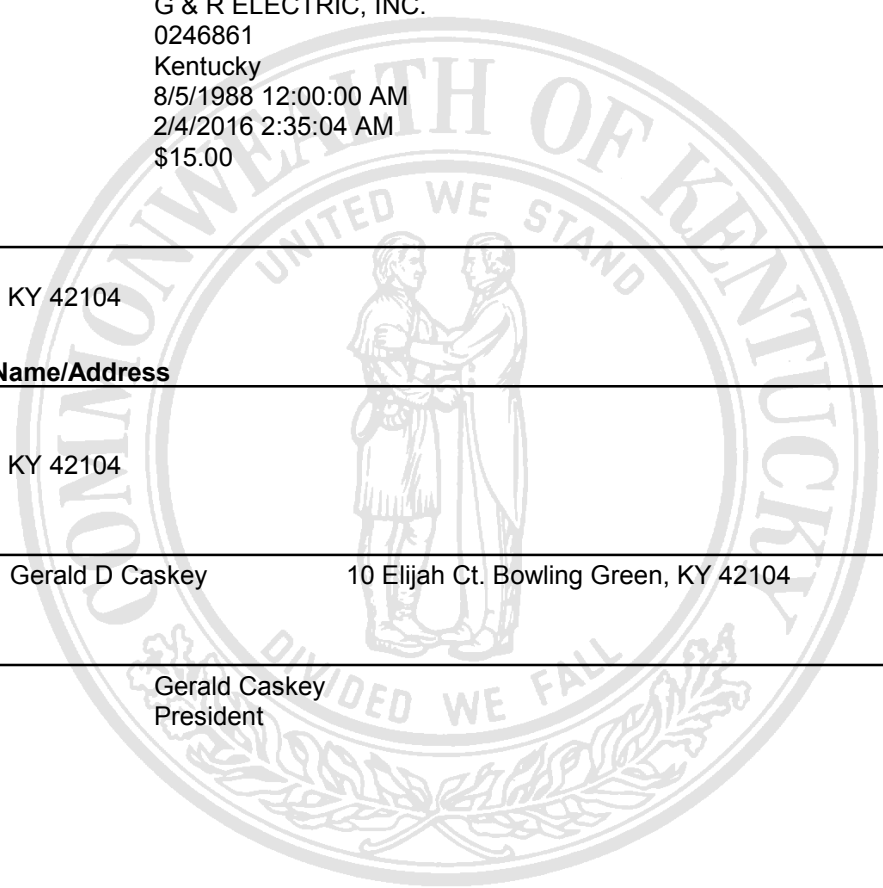 G & R ELECTRIC, INC.
0246861
Kentucky
8/5/1988 12:00:00 AM
2/4/2016 2:35:04 AM
$15.00
COMMONWEALTH OF KENTUCKY
UNITED WE STAND
KY 42104
Name/Address
KY 42104
Gerald D Caskey 10 Elijah Ct. Bowling Green, KY 42104
DIVIDED WE FALL
Gerald Caskey
President